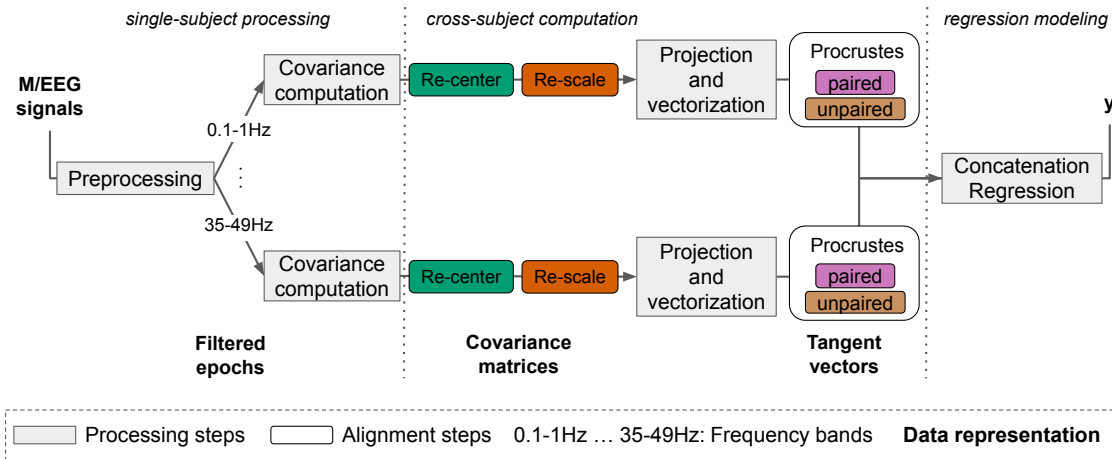 single-subject processing
cross-subject computation
regression modeling
M/EEG
signals
Preprocessing
0.1-1Hz
...
35-49Hz
Covariance
computation
Re-center
Re-scale
Projection
and
vectorization
Procrustes
paired
unpaired
Covariance
computation
Re-center
Re-scale
Projection
and
vectorization
Procrustes
paired
unpaired
Concatenation
Regression
y
Filtered
epochs
Covariance
matrices
Tangent
vectors
Processing steps
Alignment steps
0.1-1Hz ... 35-49Hz: Frequency bands
Data representation